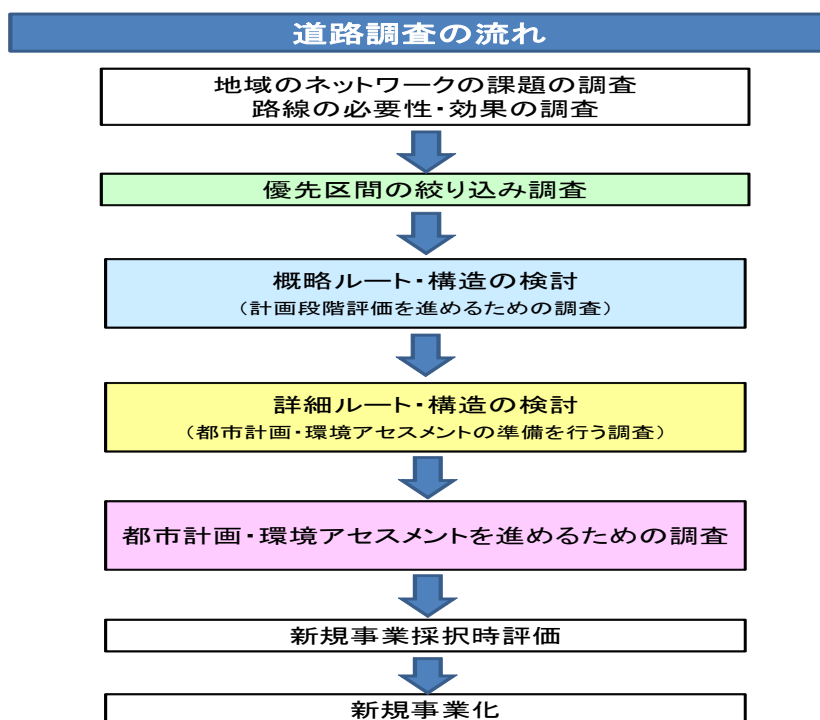 道路調査の流れ
地域のネットワークの課題の調査
路線の必要性・効果の調査
優先区間の絞り込み調査
概略ルート・構造の検討
（計画段階評価を進めるための調査）
詳細ルート・構造の検討
（都市計画・環境アセスメントの準備を行う調査）
都市計画・環境アセスメントを進めるための調査
新規事業採択時評価
新規事業化